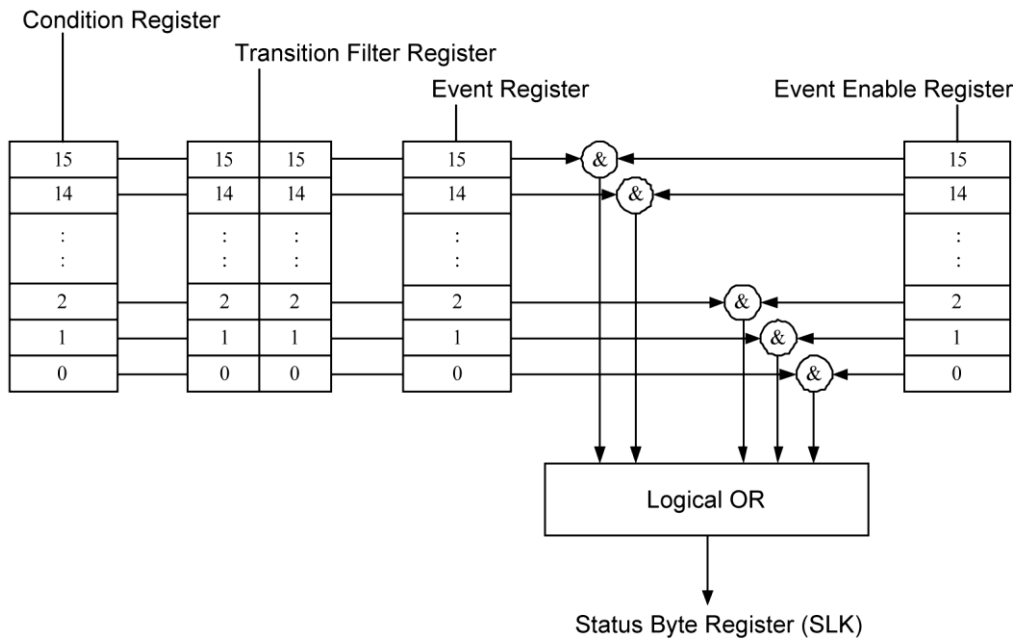 Condition Register
Transition Filter Register
Event Register
Event Enable Register
15 15 15 15 & 15
14 14 14 14 & 14
: : : : :
: : : : :
2 2 2 2 & 2
1 1 1 1 & 1
0 0 0 0 & 0
Logical OR
Status Byte Register (SLK)